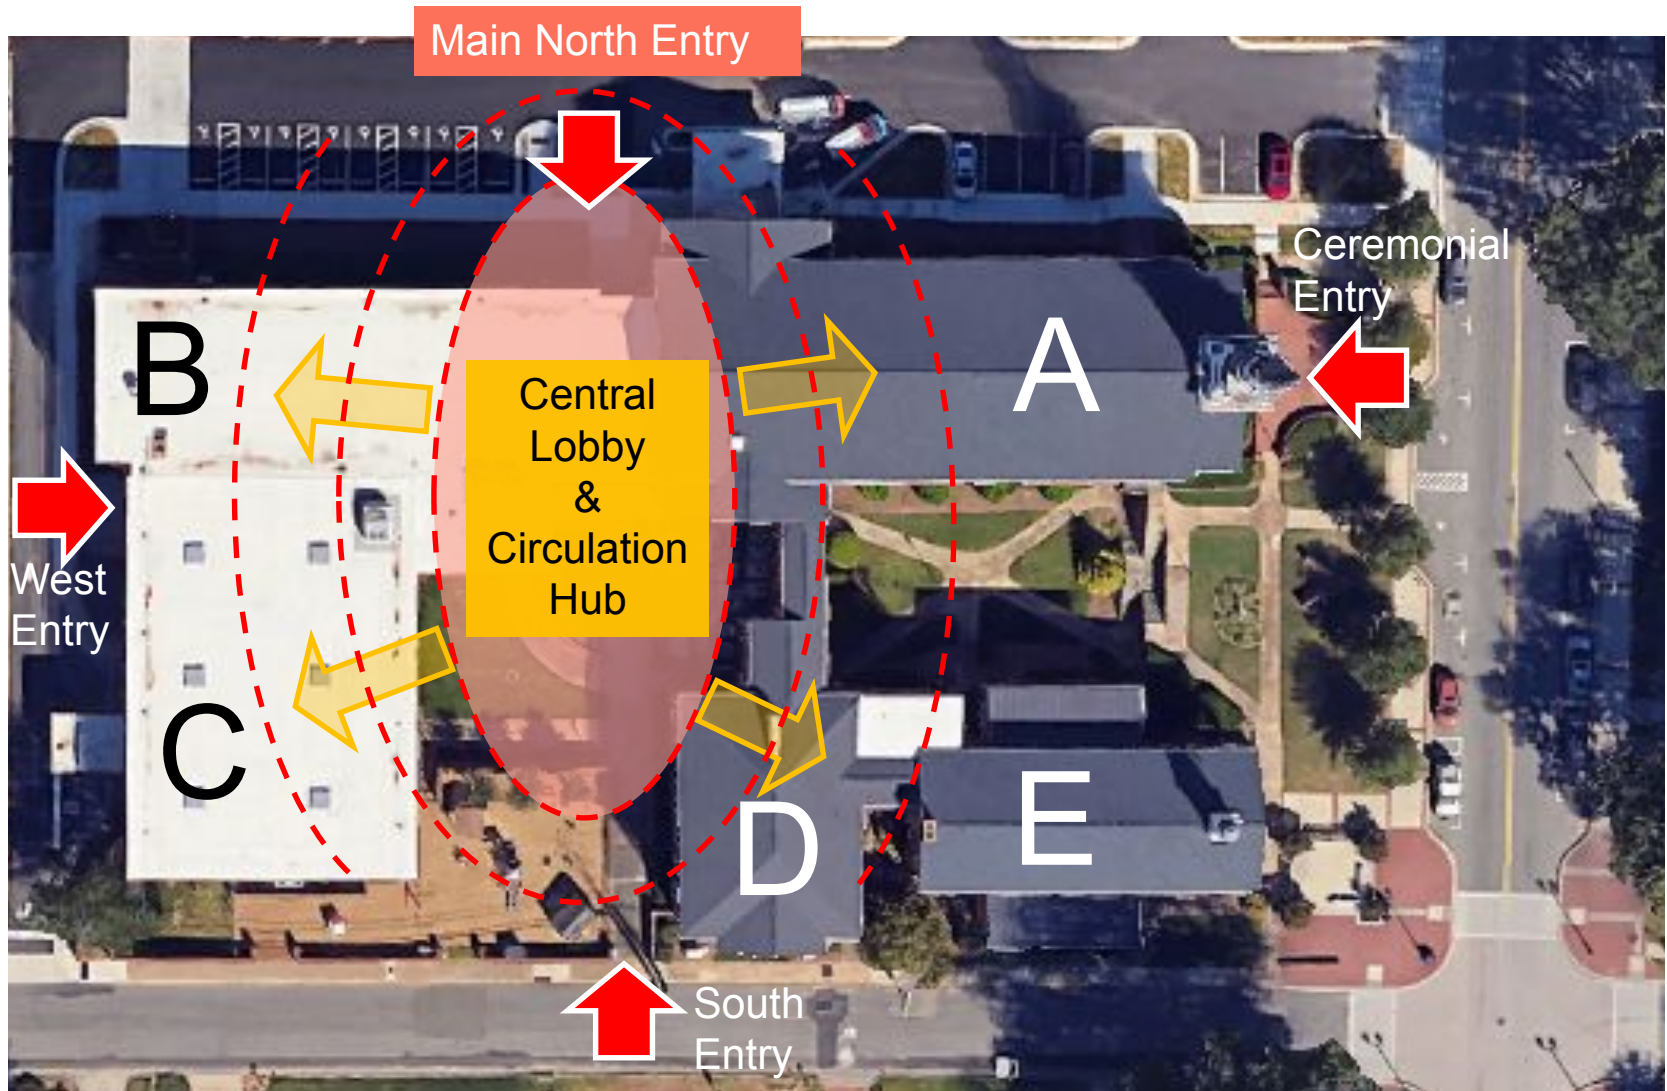 Main North Entry
Ceremonial
Entry
B
A
Central
Lobby
&
Circulation
Hub
West
Entry
C
D
E
South
Entry